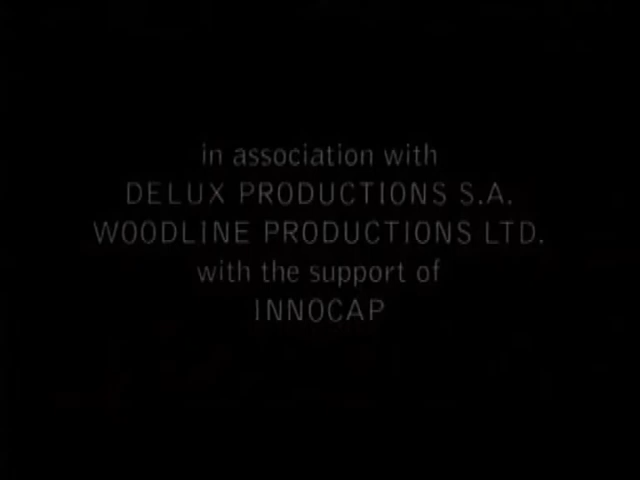 in association with
DELUX PRODUCTIONS S.A.
WOODLINE PRODUCTIONS LTD.
with the support of
INNOCAP